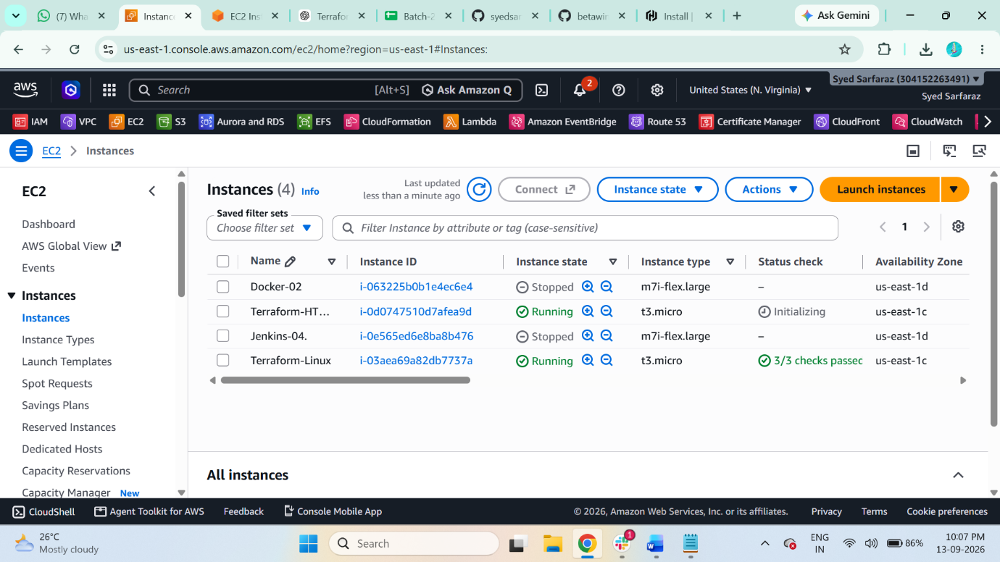 (7) Wha
Instanc
EC2 Ins
Terrafo
Batch-2
syedsar
betawir
Install |
Ask Gemini
us-east-1.console.aws.amazon.com/ec2/home?region=us-east-1#Instances:
aws
Search [Alt+S] Ask Amazon Q
2
United States (N. Virginia)
Syed Sarfaraz (304152263491)
Syed Sarfaraz
IAM VPC EC2 S3 Aurora and RDS EFS CloudFormation Lambda Amazon EventBridge Route 53 Certificate Manager CloudFront CloudWatch
EC2 Instances
EC2
Dashboard
AWS Global View
Events
Instances
Instances
Instance Types
Launch Templates
Spot Requests
Savings Plans
Reserved Instances
Dedicated Hosts
Capacity Reservations
Capacity Manager New
Instances (4) Info
Last updated
less than a minute ago
Connect
Instance state
Actions
Launch instances
Saved filter sets
Choose filter set
Filter Instance by attribute or tag (case-sensitive)
1
Name Instance ID Instance state Instance type Status check Availability Zone
Docker-02 i-063225b0b1e4ec6e4 Stopped m7i-flex.large – us-east-1d
Terraform-HT... i-0d0747510d7afea9d Running t3.micro Initializing us-east-1c
Jenkins-04. i-0e565ed6e8ba8b476 Stopped m7i-flex.large – us-east-1d
Terraform-Linux i-03aea69a82db7737a Running t3.micro 3/3 checks passec us-east-1c
All instances
CloudShell Agent Toolkit for AWS Feedback Console Mobile App © 2026, Amazon Web Services, Inc. or its affiliates. Privacy Terms Cookie preferences
26°C
Mostly cloudy
Search
1
ENG
IN
86%
10:07 PM
13-09-2026